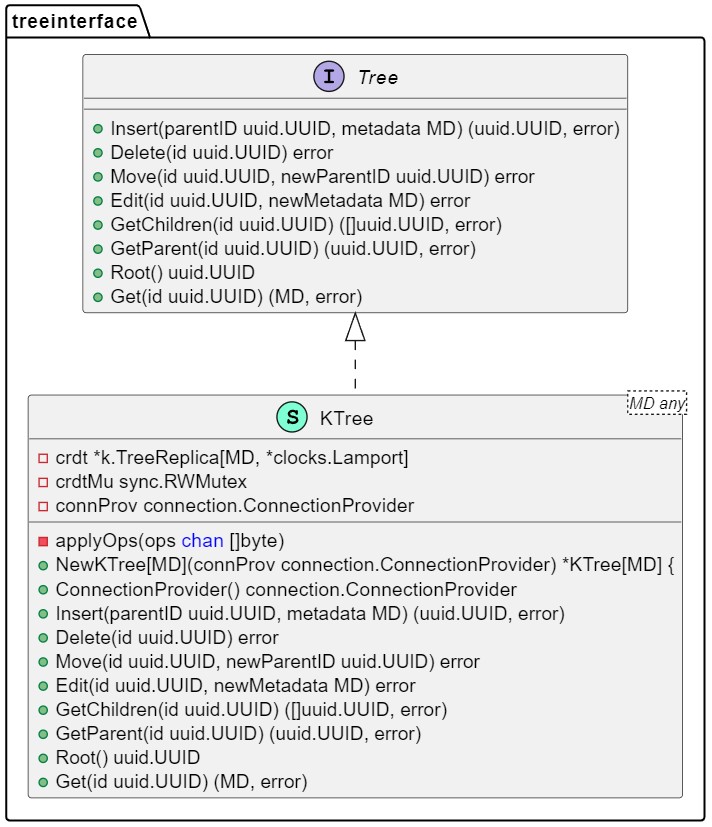 treeinterface
I Tree
Insert(parentID uuid.UUID, metadata MD) (uuid.UUID, error)
Delete(id uuid.UUID) error
Move(id uuid.UUID, newParentID uuid.UUID) error
Edit(id uuid.UUID, newMetadata MD) error
GetChildren(id uuid.UUID) ([]uuid.UUID, error)
GetParent(id uuid.UUID) (uuid.UUID, error)
Root() uuid.UUID
Get(id uuid.UUID) (MD, error)
MD any
S KTree
crdt *k.TreeReplica[MD, *clocks.Lamport]
crdtMu sync.RWMutex
connProv connection.ConnectionProvider
applyOps(ops chan []byte)
NewKTree[MD](connProv connection.ConnectionProvider) *KTree[MD] {
ConnectionProvider() connection.ConnectionProvider
Insert(parentID uuid.UUID, metadata MD) (uuid.UUID, error)
Delete(id uuid.UUID) error
Move(id uuid.UUID, newParentID uuid.UUID) error
Edit(id uuid.UUID, newMetadata MD) error
GetChildren(id uuid.UUID) ([]uuid.UUID, error)
GetParent(id uuid.UUID) (uuid.UUID, error)
Root() uuid.UUID
Get(id uuid.UUID) (MD, error)